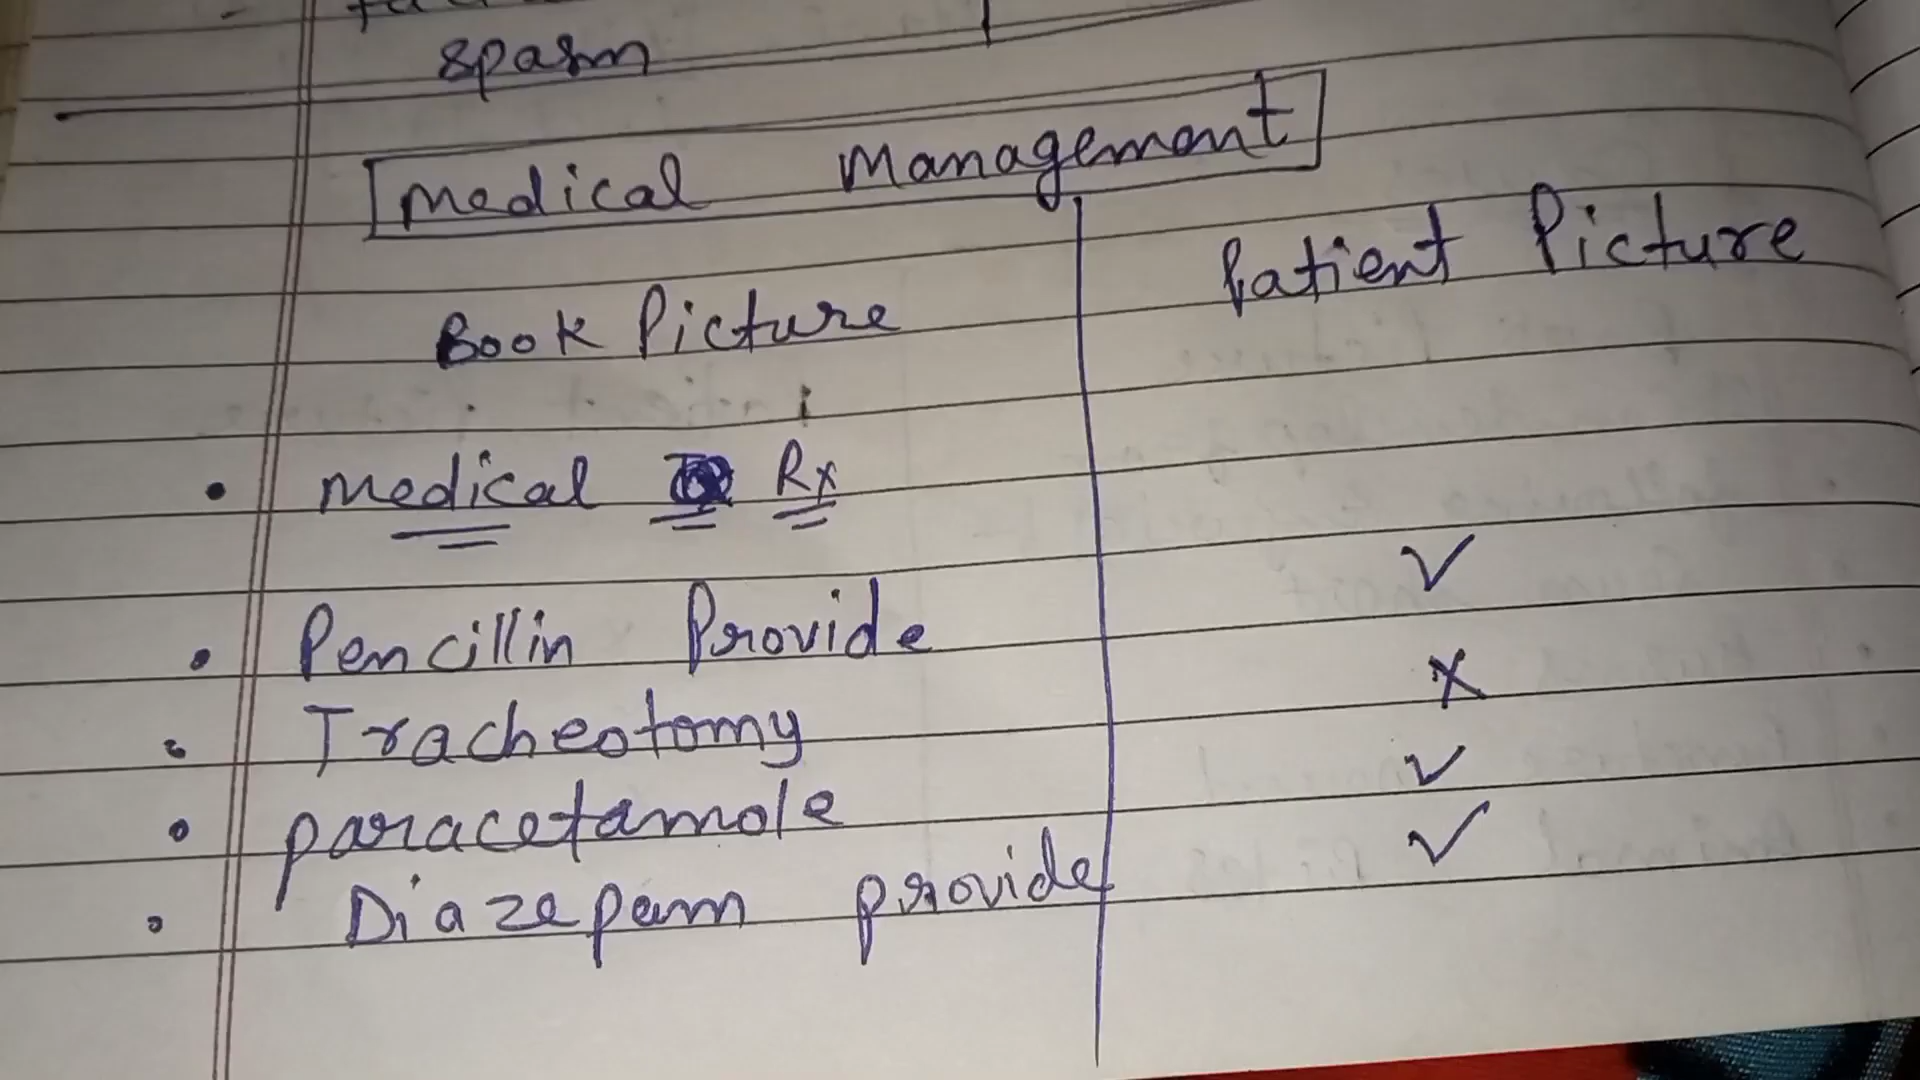 spasm
Medical Management
Book Picture
Patient Picture
• Medical Rx
✓
• Pencillin Provide
x
• Tracheotomy
✓
• paracetamole
✓
• Diazepam provide